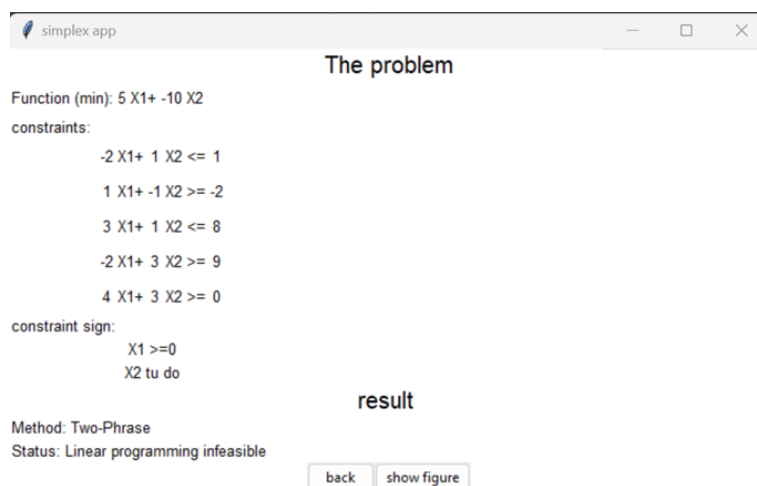 simplex app
The problem
Function (min): 5 X1+ -10 X2
constraints:
-2 X1+ 1 X2 <= 1
1 X1+ -1 X2 >= -2
3 X1+ 1 X2 <= 8
-2 X1+ 3 X2 >= 9
4 X1+ 3 X2 >= 0
constraint sign:
X1 >=0
X2 tu do
result
Method: Two-Phrase
Status: Linear programming infeasible
back show figure